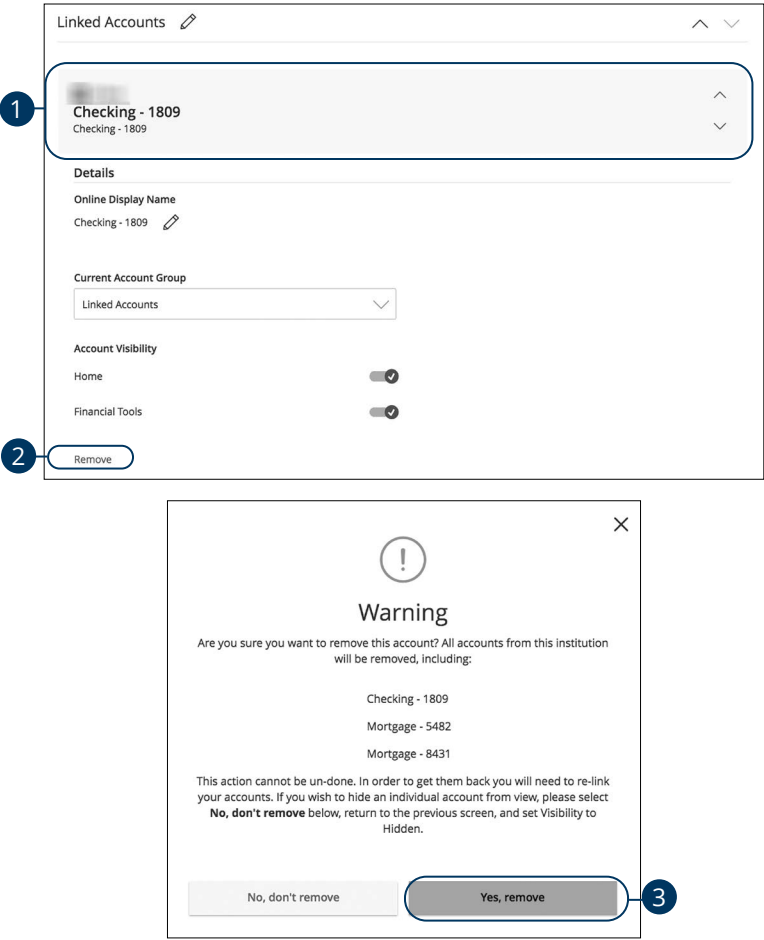 Linked Accounts
1
Checking - 1809
Checking - 1809
Details
Online Display Name
Checking - 1809
Current Account Group
Linked Accounts
Account Visibility
Home
Financial Tools
2
Remove
Warning
Are you sure you want to remove this account? All accounts from this institution
will be removed, including:
Checking - 1809
Mortgage - 5482
Mortgage - 8431
This action cannot be un-done. In order to get them back you will need to re-link
your accounts. If you wish to hide an individual account from view, please select
No, don't remove below, return to the previous screen, and set Visibility to
Hidden.
No, don't remove
Yes, remove
3